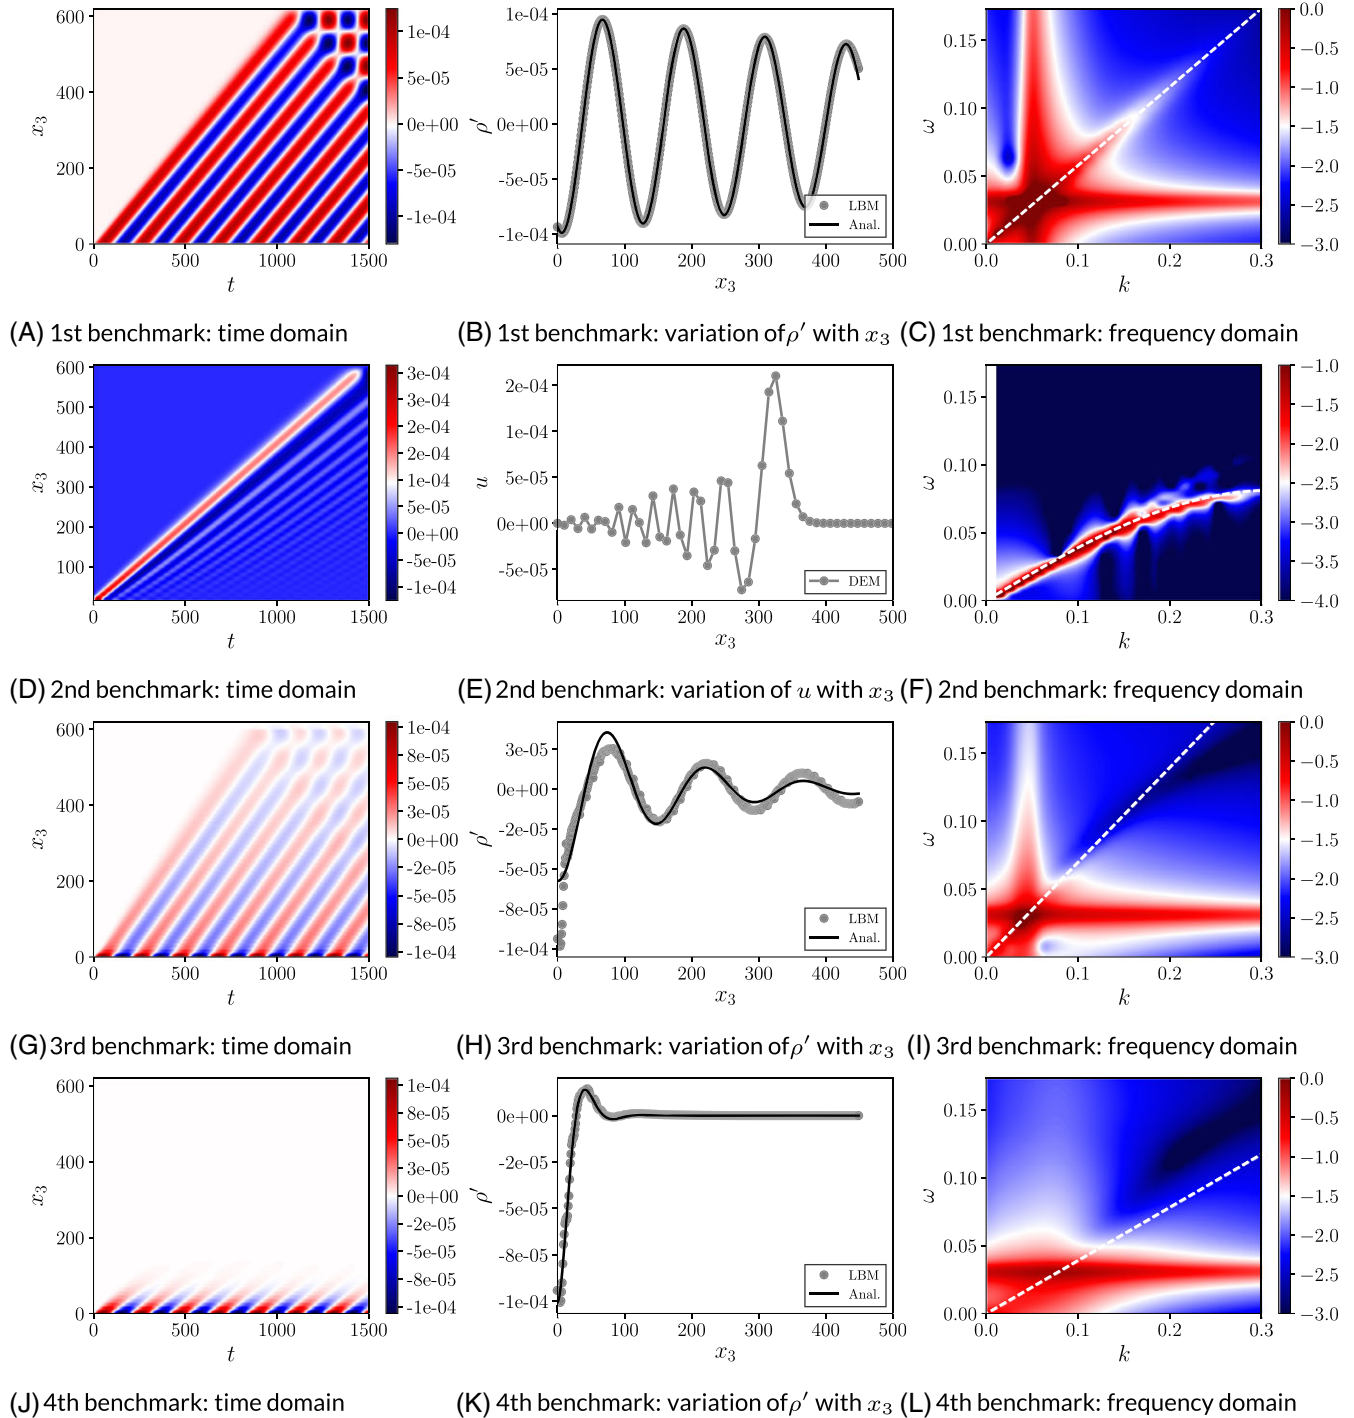 600
400
200
0
x₃
0 500 1000 1500
t
1e-04
5e-05
0e+00
-5e-05
-1e-04
1e-04
5e-05
0e+00
-5e-05
-1e-04
ρ′
LBM
Anal.
0 100 200 300 400 500
x₃
0.15
0.10
0.05
0.00
ω
0.0 0.1 0.2 0.3
k
0.0
-0.5
-1.0
-1.5
-2.0
-2.5
-3.0
(A) 1st benchmark: time domain
(B) 1st benchmark: variation of ρ′ with x₃
(C) 1st benchmark: frequency domain
600
500
400
300
200
100
x₃
0 500 1000 1500
t
3e-04
3e-04
2e-04
2e-04
1e-04
5e-05
0e+00
-5e-05
-1e-04
2e-04
1e-04
5e-05
0e+00
-5e-05
u
DEM
0 100 200 300 400 500
x₃
0.15
0.10
0.05
0.00
ω
0.0 0.1 0.2 0.3
k
-1.0
-1.5
-2.0
-2.5
-3.0
-3.5
-4.0
(D) 2nd benchmark: time domain
(E) 2nd benchmark: variation of u with x₃
(F) 2nd benchmark: frequency domain
600
400
200
0
x₃
0 500 1000 1500
t
1e-04
8e-05
5e-05
3e-05
0e+00
-2e-05
-5e-05
-8e-05
-1e-04
3e-05
0e+00
-2e-05
-5e-05
-8e-05
-1e-04
ρ′
LBM
Anal.
0 100 200 300 400 500
x₃
0.15
0.10
0.05
0.00
ω
0.0 0.1 0.2 0.3
k
0.0
-0.5
-1.0
-1.5
-2.0
-2.5
-3.0
(G) 3rd benchmark: time domain
(H) 3rd benchmark: variation of ρ′ with x₃
(I) 3rd benchmark: frequency domain
600
400
200
0
x₃
0 500 1000 1500
t
1e-04
8e-05
5e-05
3e-05
0e+00
-2e-05
-5e-05
-8e-05
-1e-04
0e+00
-2e-05
-5e-05
-8e-05
-1e-04
ρ′
LBM
Anal.
0 100 200 300 400 500
x₃
0.15
0.10
0.05
0.00
ω
0.0 0.1 0.2 0.3
k
0.0
-0.5
-1.0
-1.5
-2.0
-2.5
-3.0
(J) 4th benchmark: time domain
(K) 4th benchmark: variation of ρ′ with x₃
(L) 4th benchmark: frequency domain